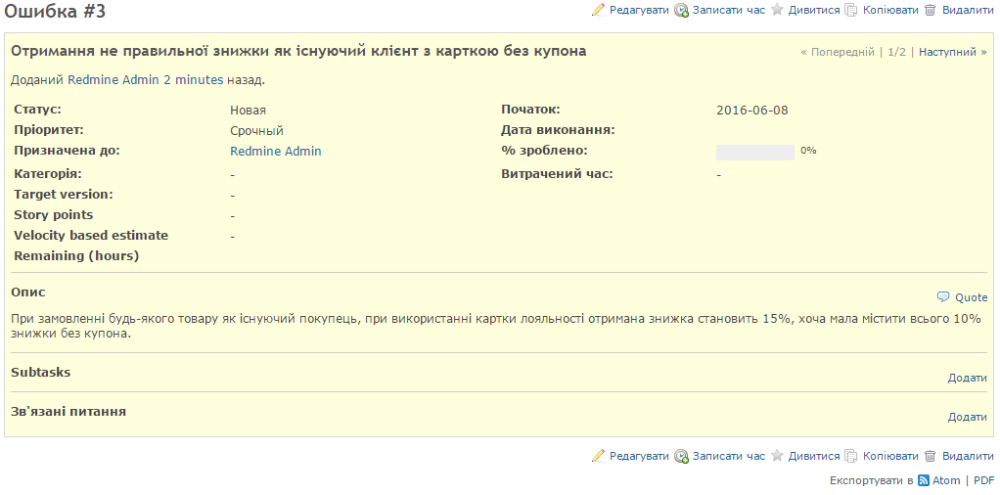 Ошибка #3
Редагувати Записати час Дивитися Копіювати Видалити
Отримання не правильної знижки як існуючий клієнт з карткою без купона
« Попередній | 1/2 | Наступний »
Доданий Redmine Admin 2 minutes назад.
Статус: Новая Початок: 2016-06-08
Пріоритет: Срочный Дата виконання:
Призначена до: Redmine Admin % зроблено: 0%
Категорія: - Витрачений час: -
Target version: -
Story points -
Velocity based estimate -
Remaining (hours)
Опис
Quote
При замовленні будь-якого товару як існуючий покупець, при використанні картки лояльності отримана знижка становить 15%, хоча мала містити всього 10%
знижки без купона.
Subtasks
Додати
Зв'язані питання
Додати
Редагувати Записати час Дивитися Копіювати Видалити
Експортувати в Atom | PDF